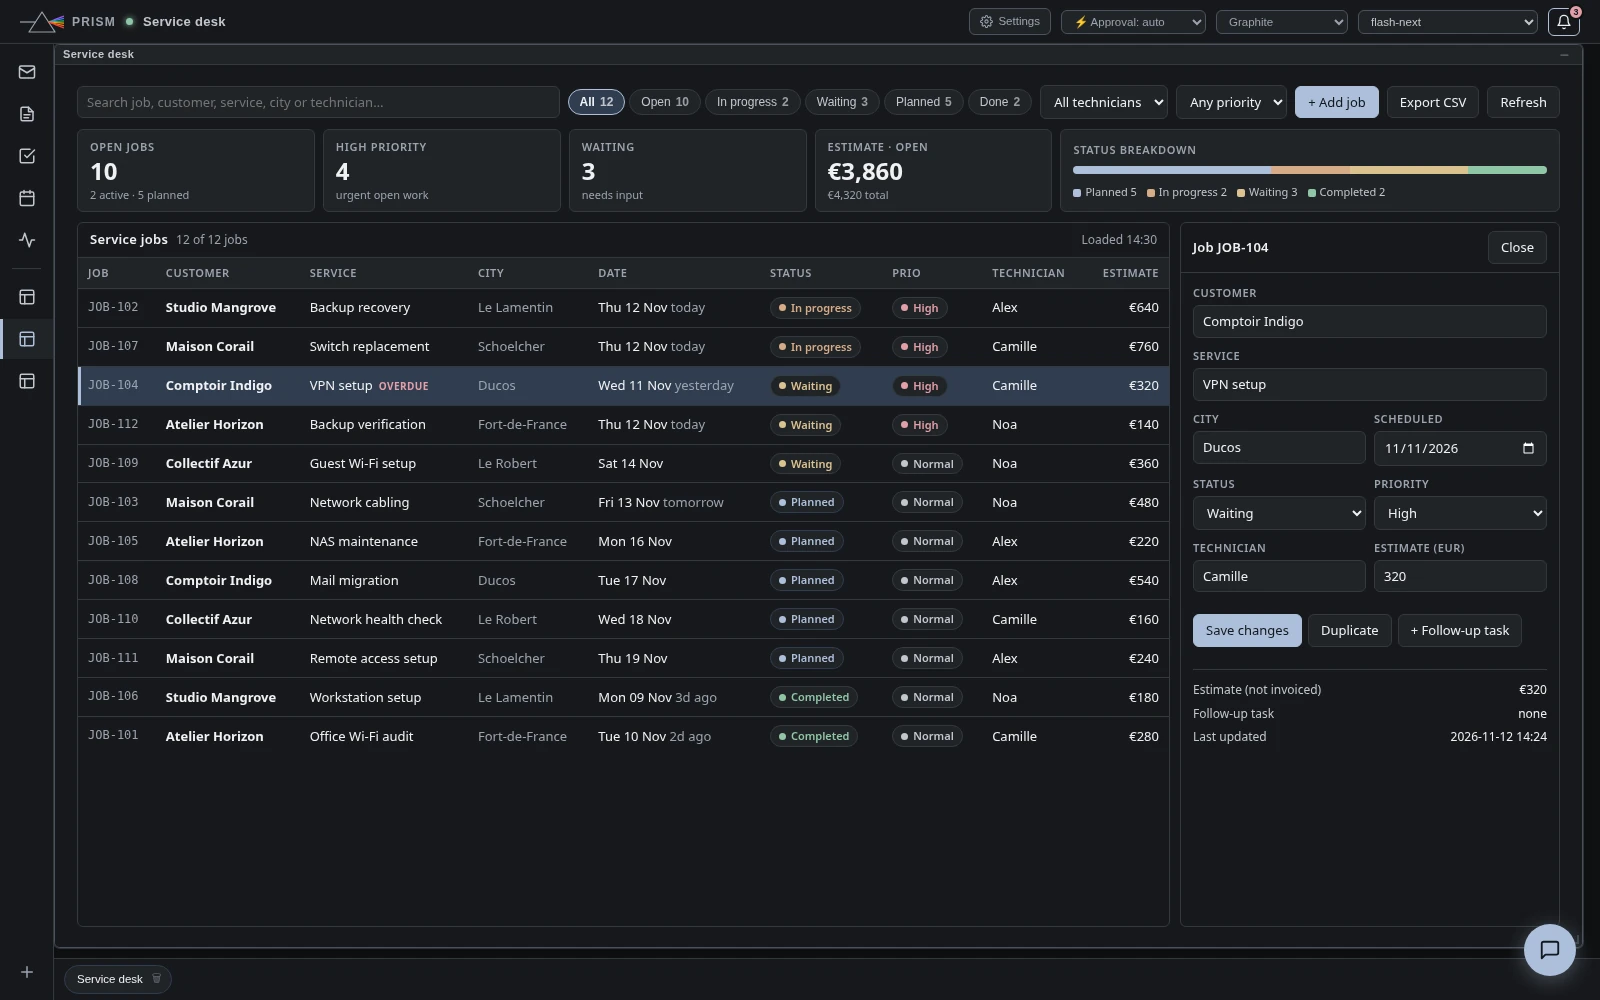 PRISM Service desk Settings ⚡ Approval: auto Graphite flash-next 3
Service desk
Search job, customer, service, city or technician... All 12 Open 10 In progress 2 Waiting 3 Planned 5 Done 2 All technicians Any priority + Add job Export CSV Refresh
OPEN JOBS
10
2 active · 5 planned
HIGH PRIORITY
4
urgent open work
WAITING
3
needs input
ESTIMATE · OPEN
€3,860
€4,320 total
STATUS BREAKDOWN
Planned 5 In progress 2 Waiting 3 Completed 2
Service jobs 12 of 12 jobs Loaded 14:30
JOB CUSTOMER SERVICE CITY DATE STATUS PRIO TECHNICIAN ESTIMATE
JOB-102 Studio Mangrove Backup recovery Le Lamentin Thu 12 Nov today In progress High Alex €640
JOB-107 Maison Corail Switch replacement Schoelcher Thu 12 Nov today In progress High Camille €760
JOB-104 Comptoir Indigo VPN setup OVERDUE Ducos Wed 11 Nov yesterday Waiting High Camille €320
JOB-112 Atelier Horizon Backup verification Fort-de-France Thu 12 Nov today Waiting High Noa €140
JOB-109 Collectif Azur Guest Wi-Fi setup Le Robert Sat 14 Nov Waiting Normal Noa €360
JOB-103 Maison Corail Network cabling Schoelcher Fri 13 Nov tomorrow Planned Normal Noa €480
JOB-105 Atelier Horizon NAS maintenance Fort-de-France Mon 16 Nov Planned Normal Alex €220
JOB-108 Comptoir Indigo Mail migration Ducos Tue 17 Nov Planned Normal Alex €540
JOB-110 Collectif Azur Network health check Le Robert Wed 18 Nov Planned Normal Camille €160
JOB-111 Maison Corail Remote access setup Schoelcher Thu 19 Nov Planned Normal Alex €240
JOB-106 Studio Mangrove Workstation setup Le Lamentin Mon 09 Nov 3d ago Completed Normal Noa €180
JOB-101 Atelier Horizon Office Wi-Fi audit Fort-de-France Tue 10 Nov 2d ago Completed Normal Camille €280
Job JOB-104 Close
CUSTOMER
Comptoir Indigo
SERVICE
VPN setup
CITY SCHEDULED
Ducos 11/11/2026
STATUS PRIORITY
Waiting High
TECHNICIAN ESTIMATE (EUR)
Camille 320
Save changes Duplicate + Follow-up task
Estimate (not invoiced) €320
Follow-up task none
Last updated 2026-11-12 14:24
Service desk